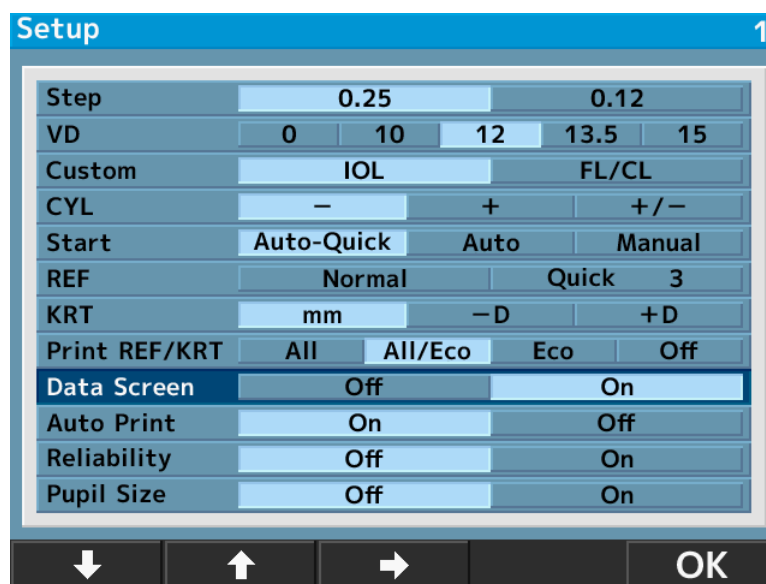 Setup 1
Step 0.25 0.12
VD 0 10 12 13.5 15
Custom IOL FL/CL
CYL − + +/−
Start Auto-Quick Auto Manual
REF Normal Quick 3
KRT mm −D +D
Print REF/KRT All All/Eco Eco Off
Data Screen Off On
Auto Print On Off
Reliability Off On
Pupil Size Off On
OK